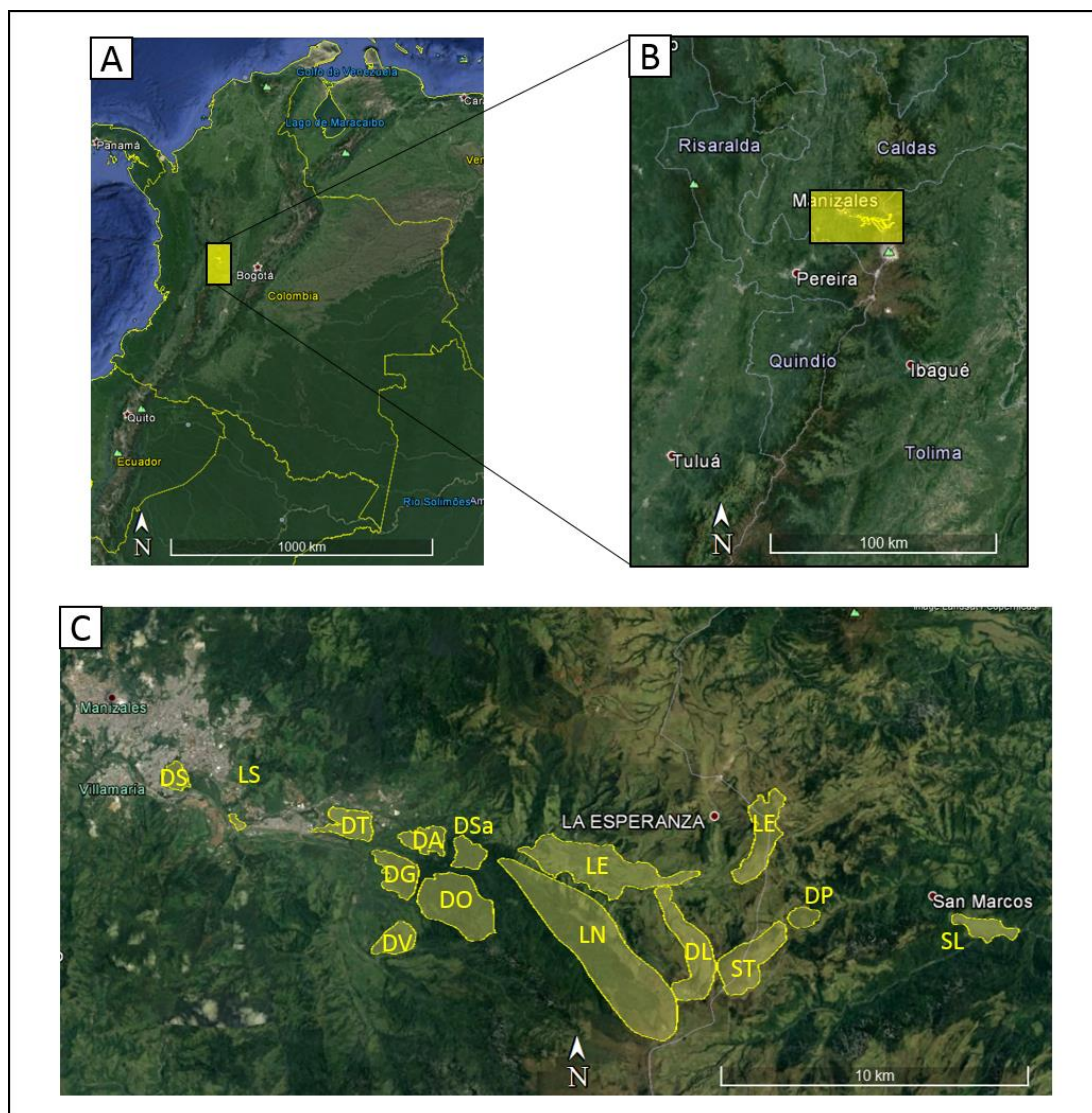 A
Golfo de Venezuela
Lago de Maracaibo
Panamá
Bogotá
Colombia
Quito
Ecuador
Rio Solimões
N
1000 km
B
Risaralda
Caldas
Manizales
Pereira
Quindío
Ibagué
Tuluá
Tolima
N
100 km
C
Manizales
Villamaria
DS
LS
DT
DA
DSa
LA ESPERANZA
LE
LE
DG
DO
DP
San Marcos
DV
LN
DL
ST
SL
N
10 km